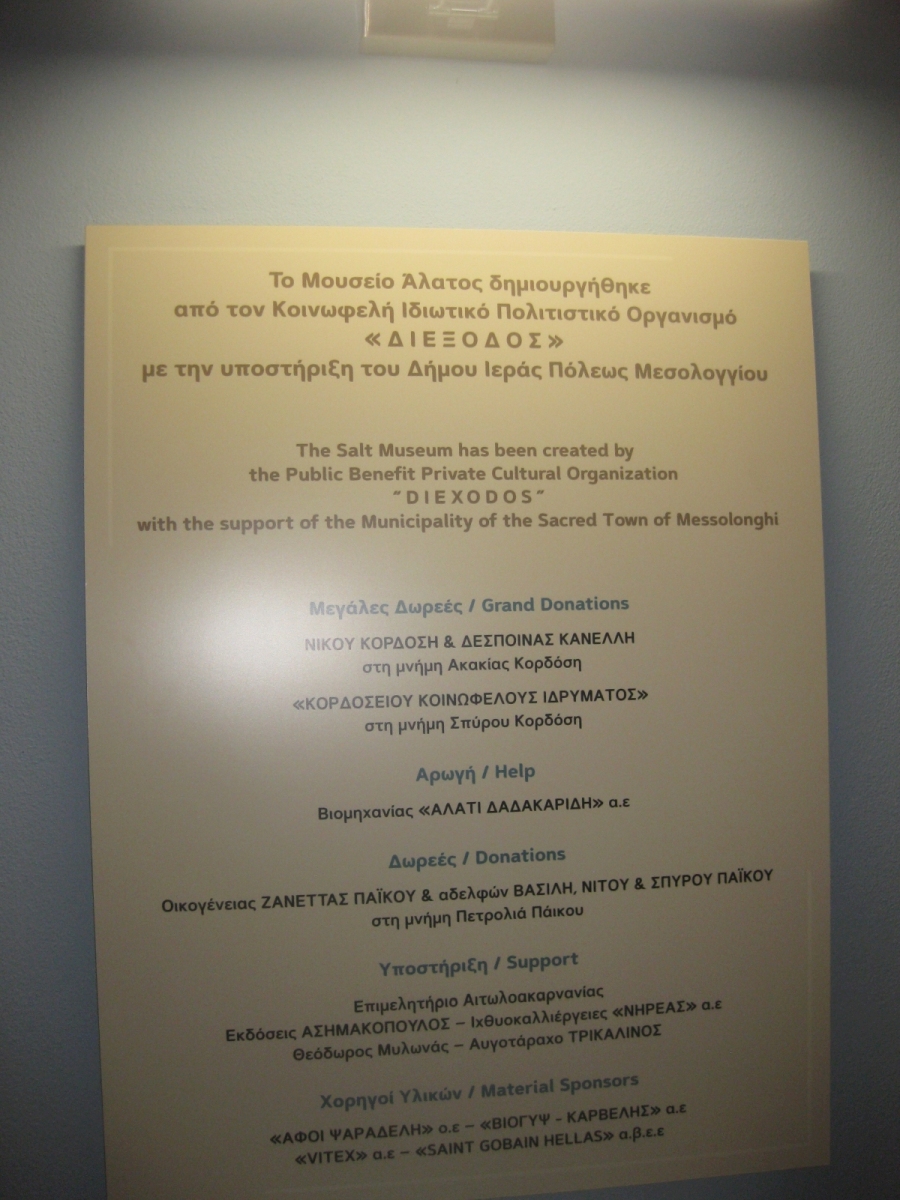 Το Μουσείο Άλατος δημιουργήθηκε
από τον Κοινωφελή Ιδιωτικό Πολιτιστικό Οργανισμό
«ΔΙΕΞΟΔΟΣ»
με την υποστήριξη του Δήμου Ιεράς Πόλεως Μεσολογγίου
The Salt Museum has been created by
the Public Benefit Private Cultural Organization
“DIEXODOS”
with the support of the Municipality of the Sacred Town of Messolonghi
Μεγάλες Δωρεές / Grand Donations
ΝΙΚΟΥ ΚΟΡΔΟΣΗ & ΔΕΣΠΟΙΝΑΣ ΚΑΝΕΛΛΗ
στη μνήμη Ακακίας Κορδόση
«ΚΟΡΔΟΣΕΙΟΥ ΚΟΙΝΩΦΕΛΟΥΣ ΙΔΡΥΜΑΤΟΣ»
στη μνήμη Σπύρου Κορδόση
Αρωγή / Help
Βιομηχανίας «ΑΛΑΤΙ ΔΑΔΑΚΑΡΙΔΗ» α.ε
Δωρεές / Donations
Οικογένειας ΖΑΝΕΤΤΑΣ ΠΑΪΚΟΥ & αδελφών ΒΑΣΙΛΗ, ΝΙΤΟΥ & ΣΠΥΡΟΥ ΠΑΪΚΟΥ
στη μνήμη Πετρολιά Πάικου
Υποστήριξη / Support
Επιμελητήριο Αιτωλοακαρνανίας
Εκδόσεις ΑΣΗΜΑΚΟΠΟΥΛΟΣ – Ιχθυοκαλλιέργειες «ΝΗΡΕΑΣ» α.ε
Θεόδωρος Μυλωνάς – Αυγοτάραχο ΤΡΙΚΑΛΙΝΟΣ
Χορηγοί Υλικών / Material Sponsors
«ΑΦΟΙ ΨΑΡΑΔΕΛΗ» ο.ε – «ΒΙΟΓΥΨ - ΚΑΡΒΕΛΗΣ» α.ε
«VITEX» α.ε – «SAINT GOBAIN HELLAS» α.β.ε.ε